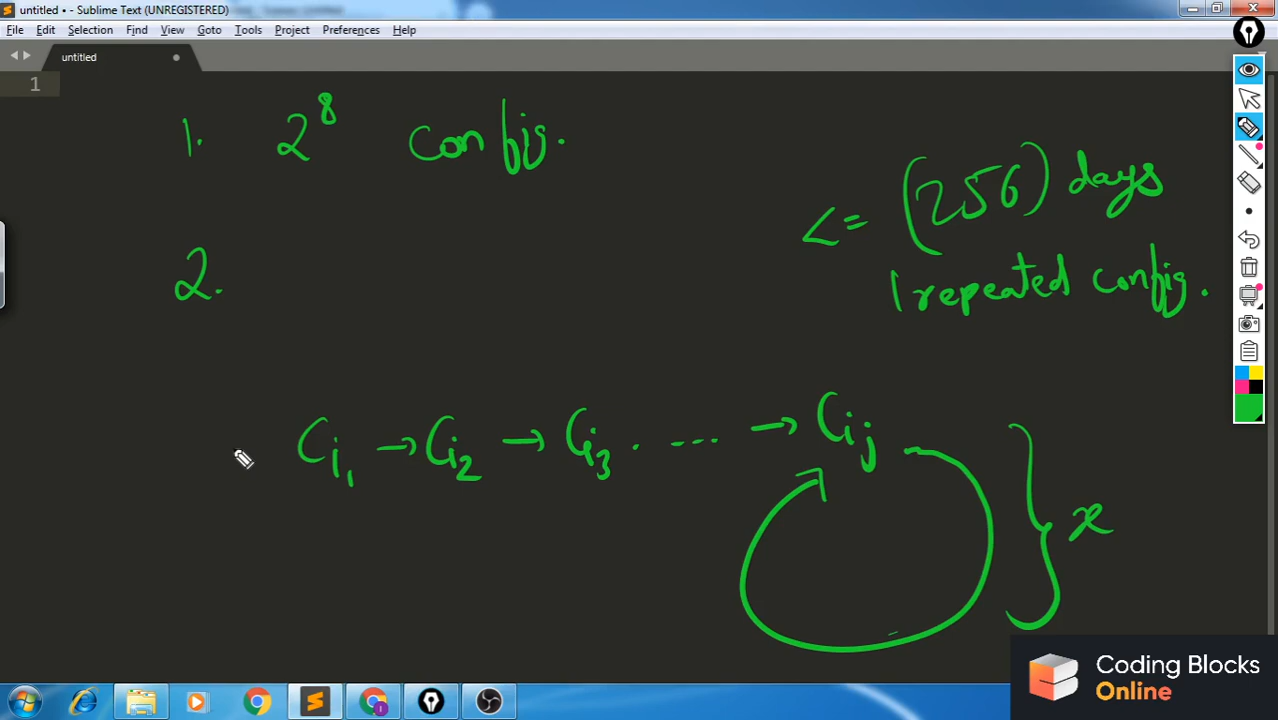 untitled • - Sublime Text (UNREGISTERED)
File Edit Selection Find View Goto Tools Project Preferences Help
untitled
1
1. 2^8 config.
<= (256) days
1 repeated config.
2.
Ci₁ → Ci₂ → Ci₃ . ... → Cij
x
Coding Blocks
Online